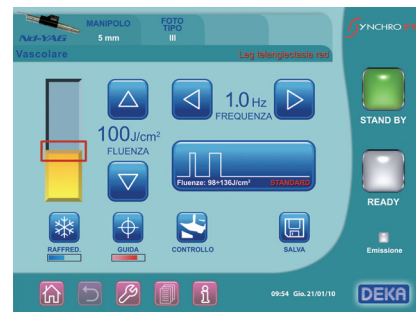 Nd-YAG
MANIPOLO
5 mm
FOTO
TIPO
III
SYNCHRO
Vascolare
Leg telangiectasia red
100J/cm²
FLUENZA
1.0 Hz
FREQUENZA
Fluenze: 98÷136J/cm²
STANDARD
STAND BY
READY
Emissione
RAFFRED.
GUIDA
CONTROLLO
SALVA
09:54 Gio. 21/01/10
DEKA